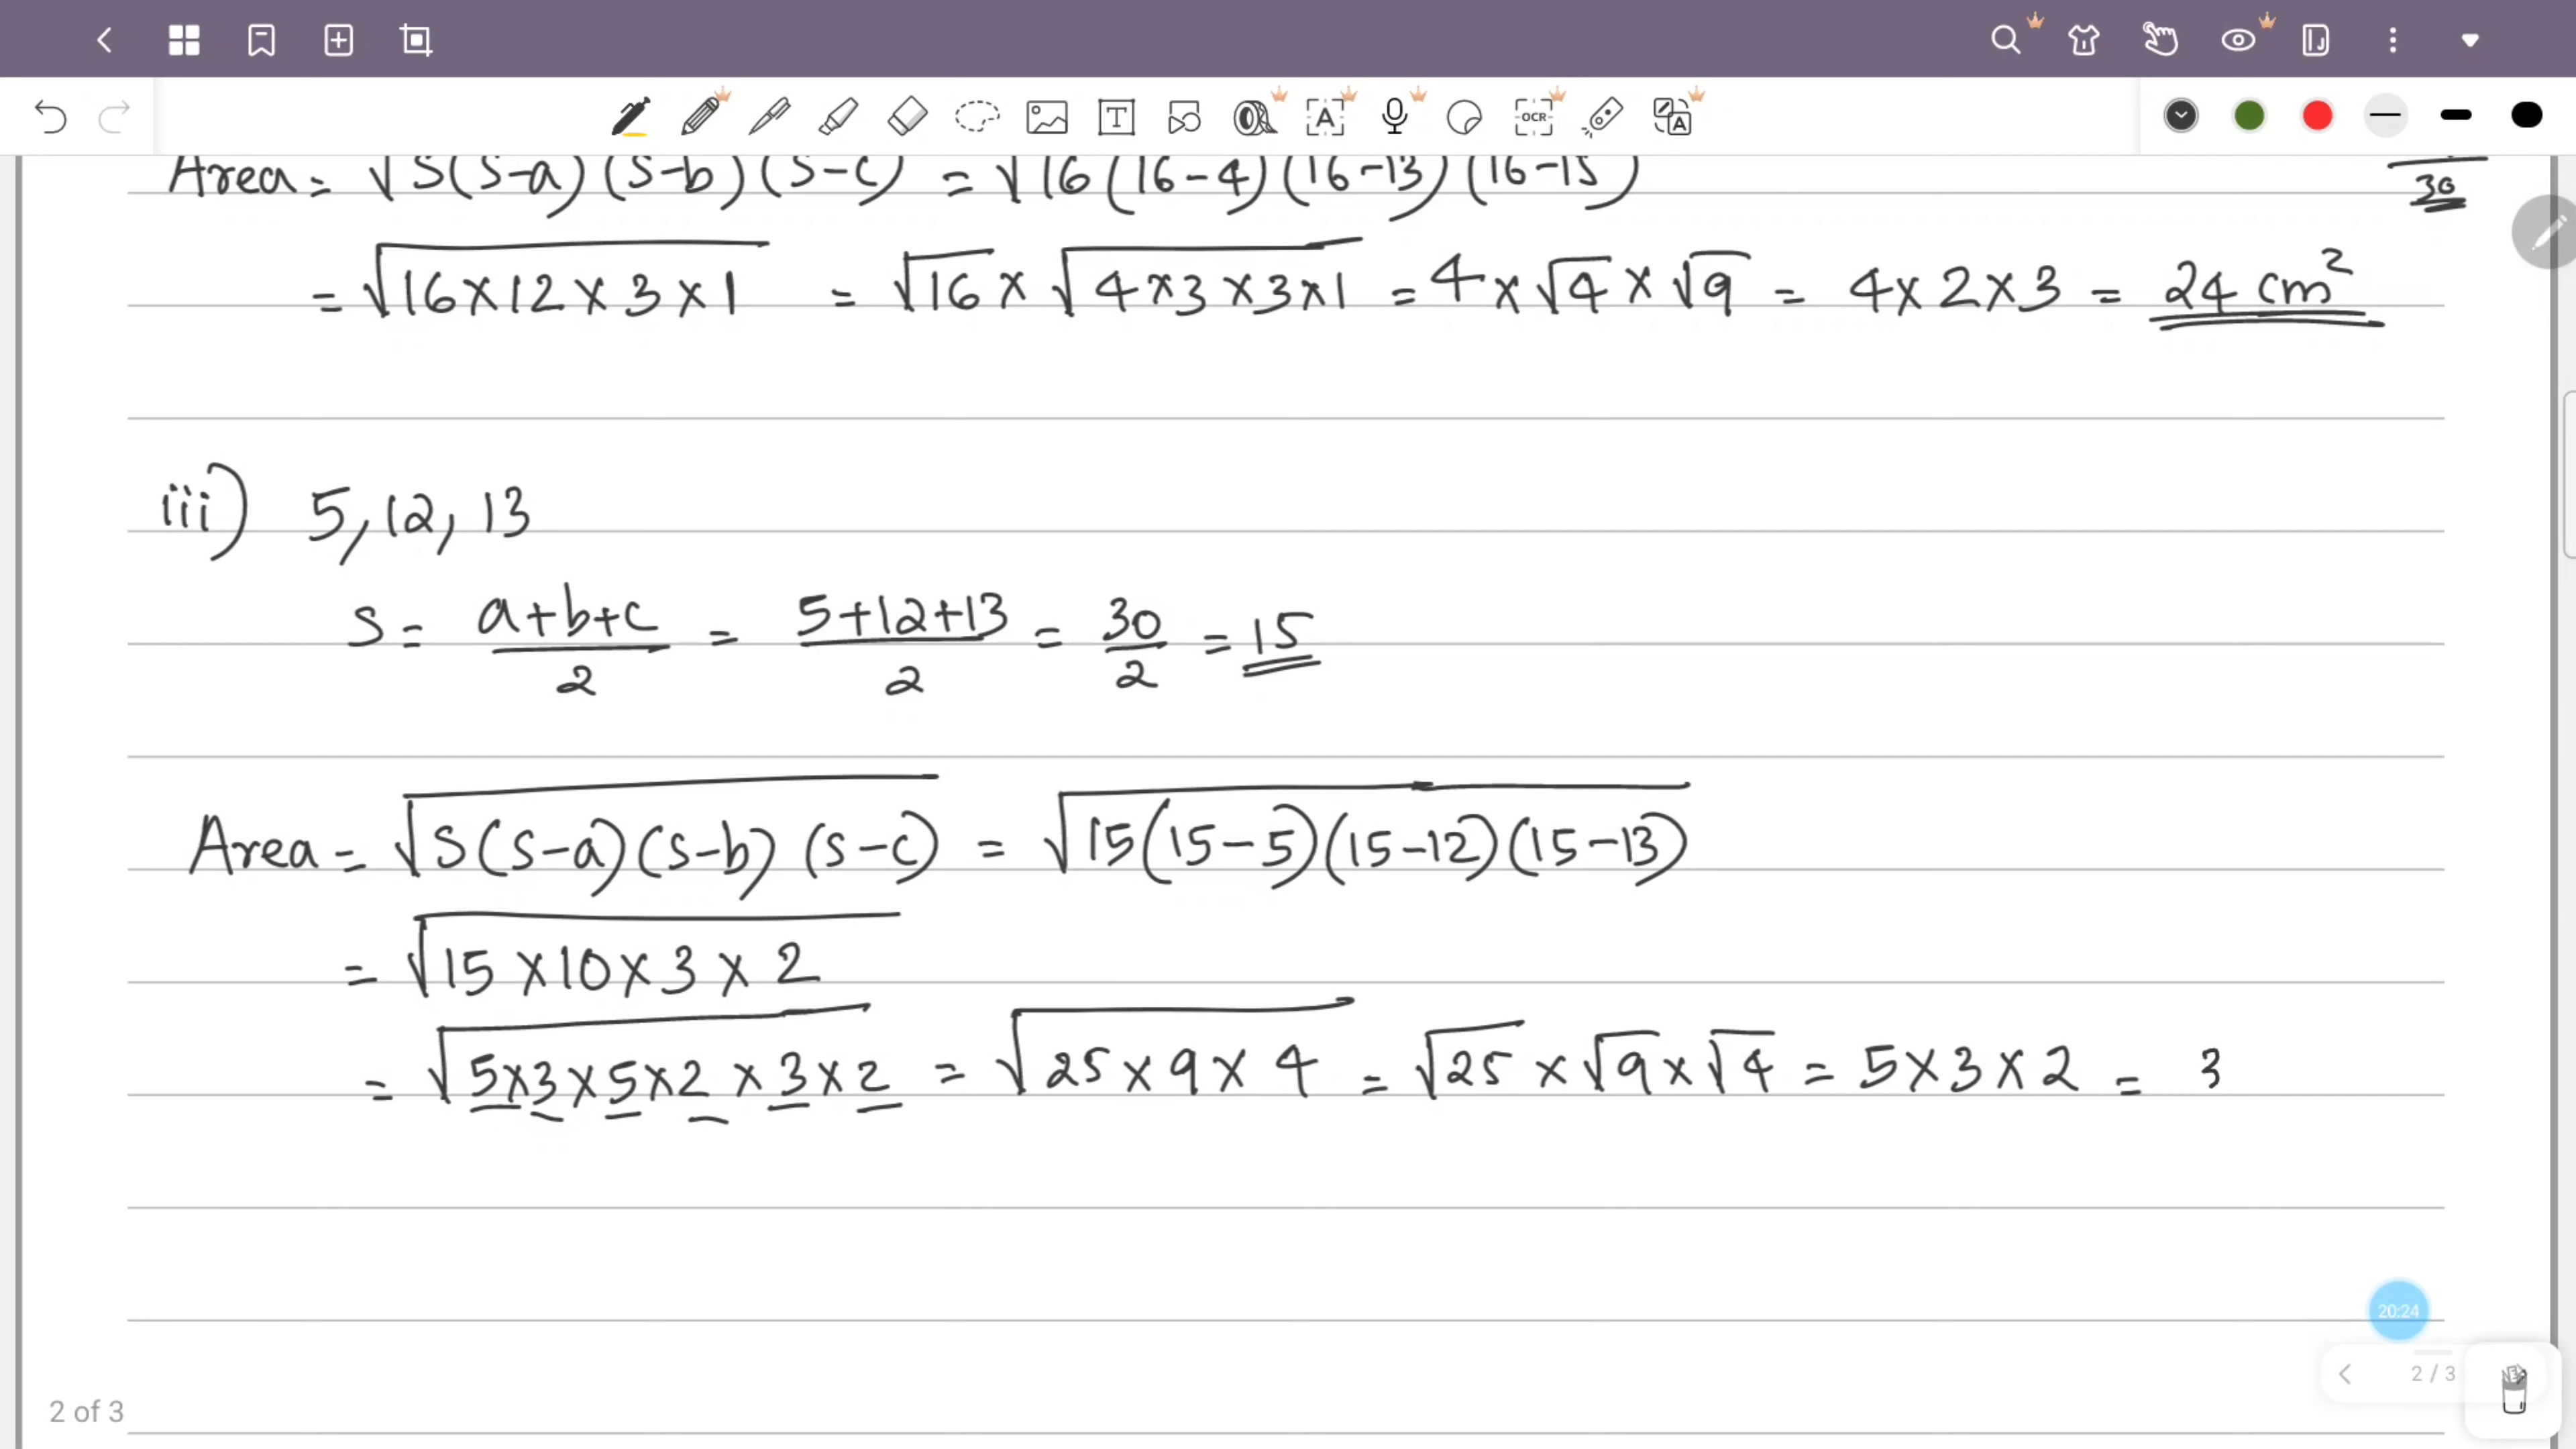 Area = √S(S-a)(S-b)(S-c) = √16(16-4)(16-13)(16-15)
30
= √16×12×3×1 = √16 × √4×3×3×1 = 4×√4×√9 = 4×2×3 = 24 cm²
iii) 5, 12, 13
S = a+b+c/2 = 5+12+13/2 = 30/2 = 15
Area = √S(S-a)(S-b)(S-c) = √15(15-5)(15-12)(15-13)
= √15×10×3×2
= √5×3×5×2×3×2 = √25×9×4 = √25×√9×√4 = 5×3×2 = 3
20:24
2 / 3
2 of 3
T
A
OCR
A